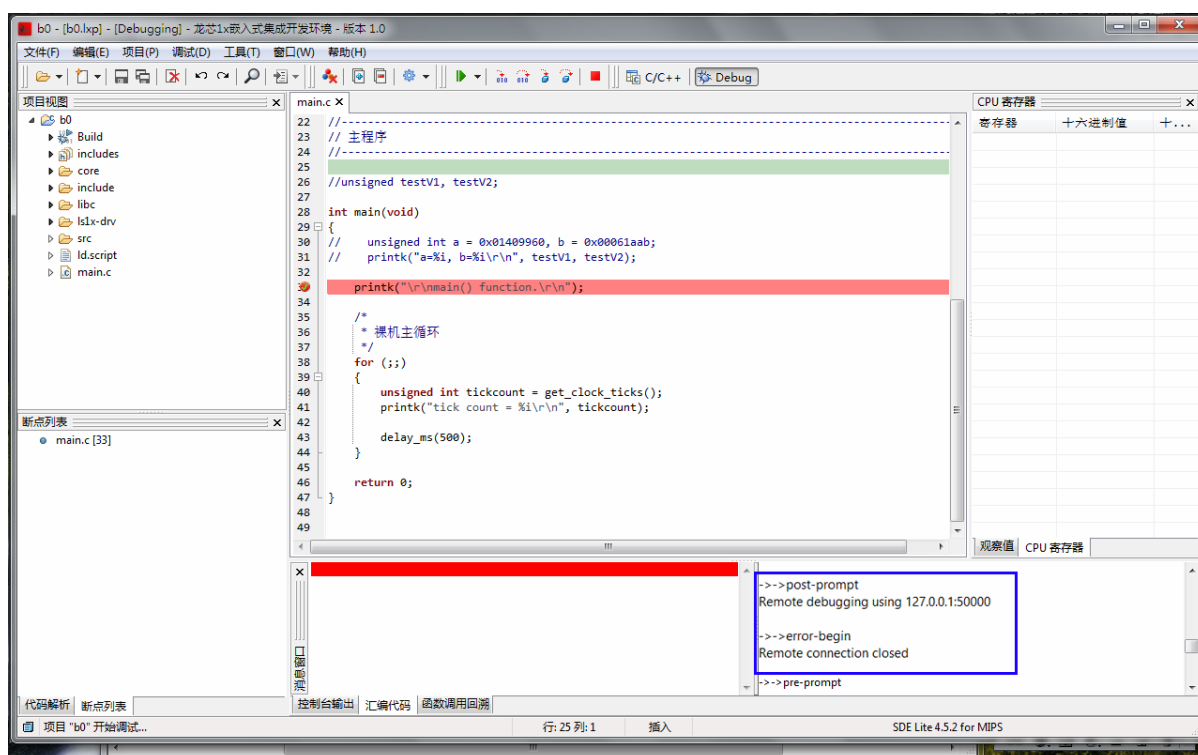 b0 - [b0.lxp] - [Debugging] - 龙芯1x嵌入式集成开发环境 - 版本 1.0
文件(F) 编辑(E) 项目(P) 调试(D) 工具(T) 窗口(W) 帮助(H)
C/C++ Debug
项目视图
b0
Build
includes
core
include
libc
ls1x-drv
src
ld.script
main.c
断点列表
main.c [33]
代码解析 断点列表
main.c
22 //---------------------------------------------------------------------------------------------
23 // 主程序
24 //---------------------------------------------------------------------------------------------
25
26 //unsigned testV1, testV2;
27
28 int main(void)
29 {
30 //    unsigned int a = 0x01409960, b = 0x00061aab;
31 //    printk("a=%i, b=%i\r\n", testV1, testV2);
32
33 printk("\r\nmain() function.\r\n");
34
35     /*
36      * 裸机主循环
37      */
38     for (;;)
39     {
40         unsigned int tickcount = get_clock_ticks();
41         printk("tick count = %i\r\n", tickcount);
42
43         delay_ms(500);
44     }
45
46     return 0;
47 }
48
49
CPU 寄存器
寄存器 十六进制值 十...
观察值 CPU 寄存器
消息窗口
->->post-prompt
Remote debugging using 127.0.0.1:50000
->->error-begin
Remote connection closed
->->pre-prompt
控制台输出 汇编代码 函数调用回溯
项目 "b0" 开始调试... 行: 25 列: 1 插入 SDE Lite 4.5.2 for MIPS